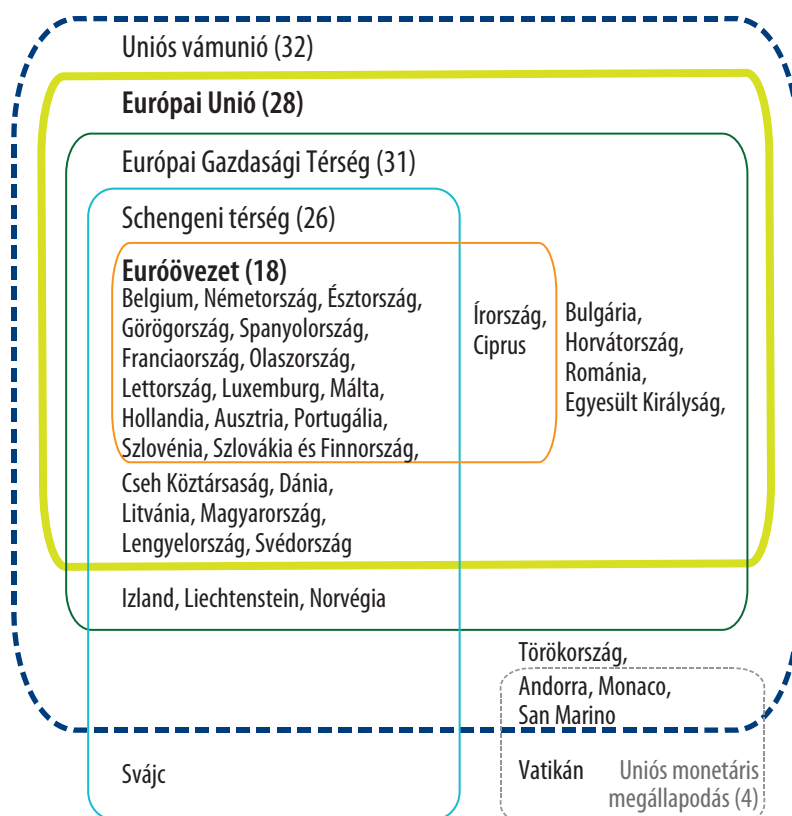 Uniós vámunió (32)
Európai Unió (28)
Európai Gazdasági Térség (31)
Schengeni térség (26)
Euróövezet (18)
Belgium, Németország, Észtország,
Görögország, Spanyolország,
Franciaország, Olaszország,
Lettország, Luxemburg, Málta,
Hollandia, Ausztria, Portugália,
Szlovénia, Szlovákia és Finnország,
Írország,
Ciprus
Bulgária,
Horvátország,
Románia,
Egyesült Királyság,
Cseh Köztársaság, Dánia,
Litvánia, Magyarország,
Lengyelország, Svédország
Izland, Liechtenstein, Norvégia
Törökország,
Andorra, Monaco,
San Marino
Svájc
Vatikán
Uniós monetáris
megállapodás (4)